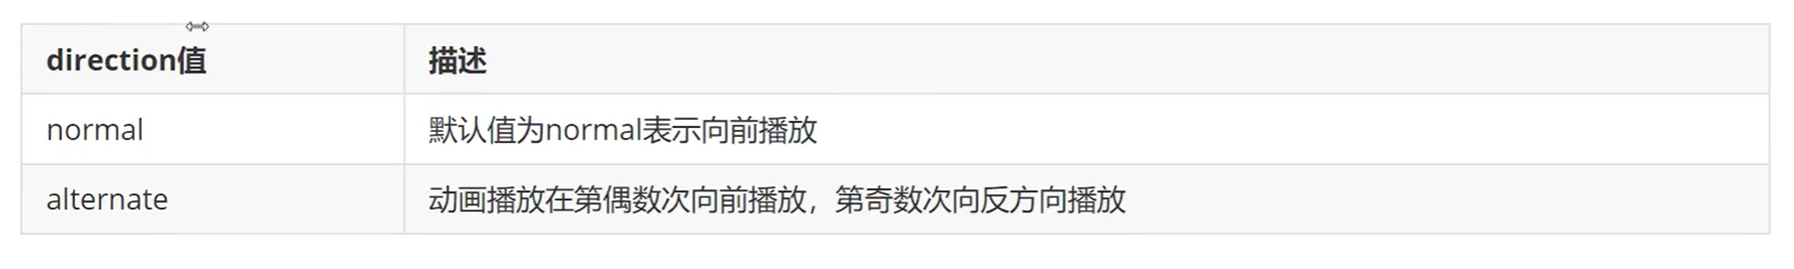 direction值 描述
normal 默认值为normal表示向前播放
alternate 动画播放在第偶数次向前播放，第奇数次向反方向播放